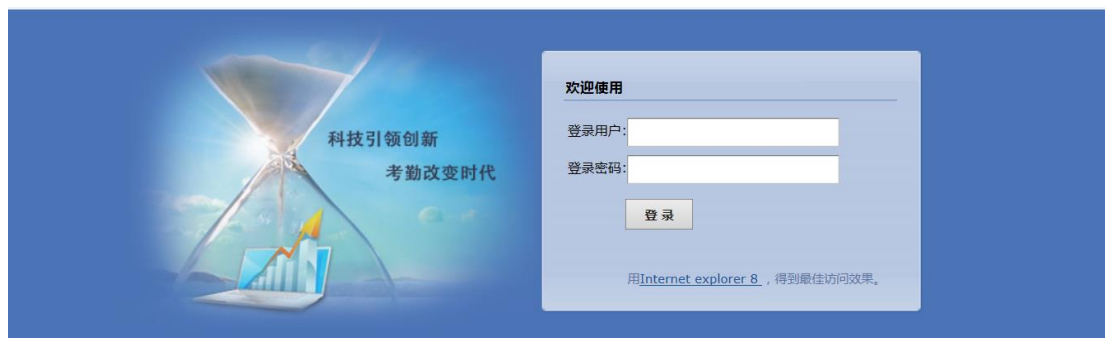 科技引领创新
考勤改变时代
欢迎使用
登录用户:
登录密码:
登 录
用Internet explorer 8 ，得到最佳访问效果。